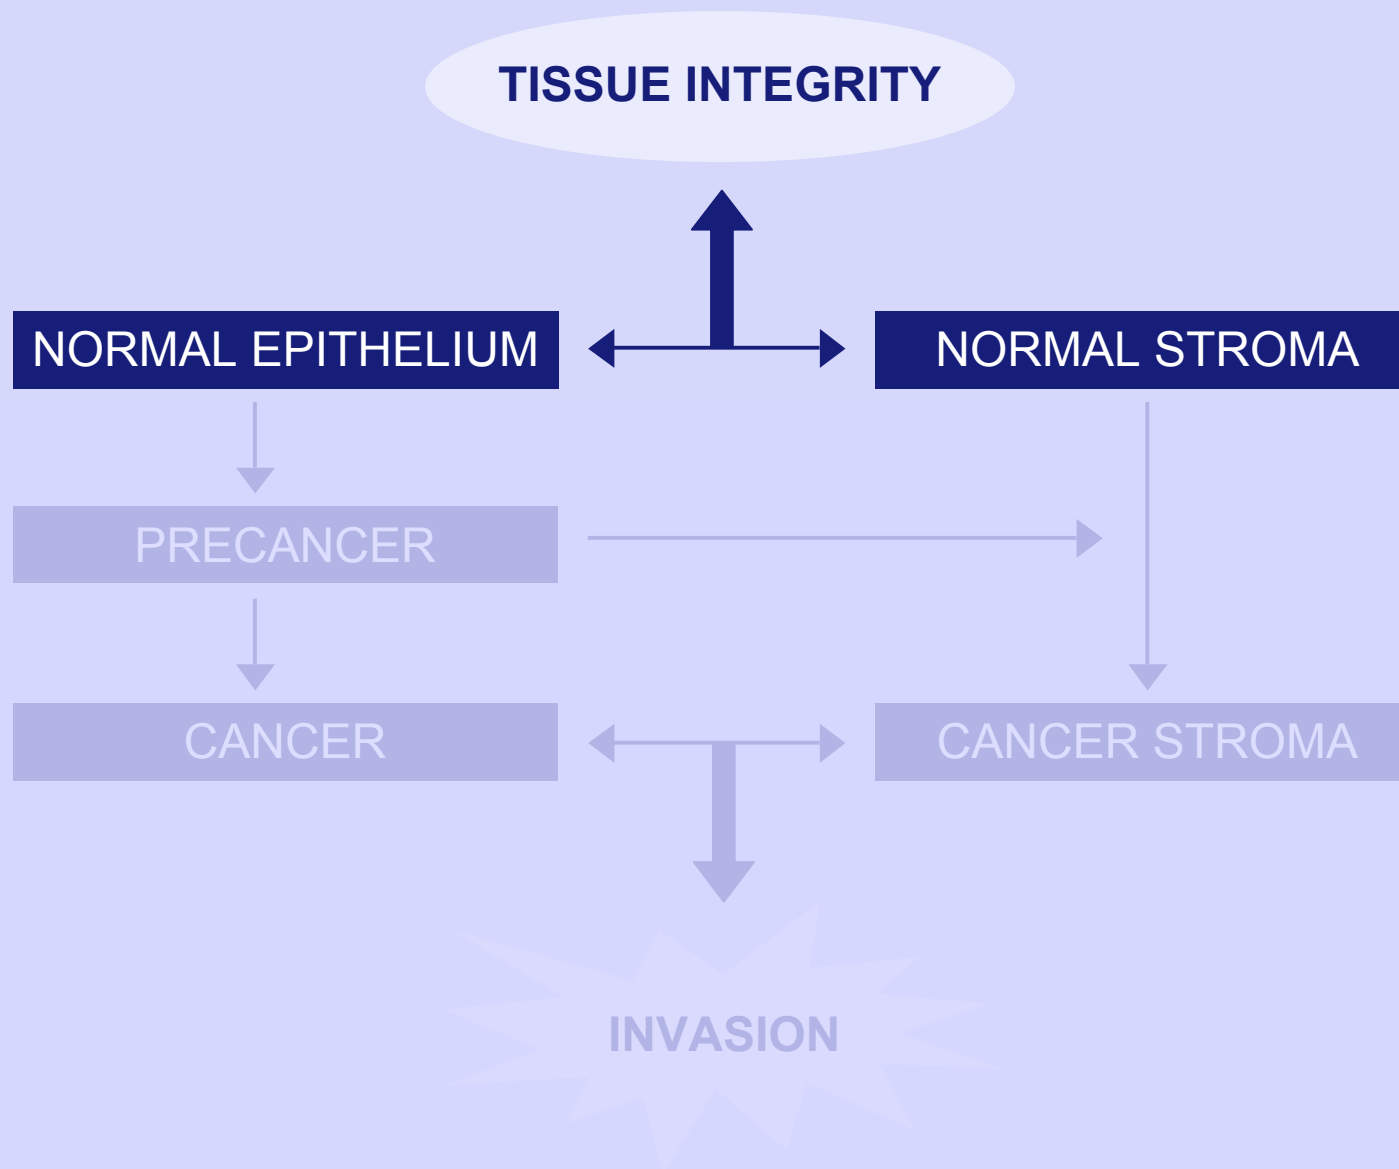 TISSUE INTEGRITY
NORMAL EPITHELIUM
NORMAL STROMA
PRECANCER
CANCER
CANCER STROMA
INVASION